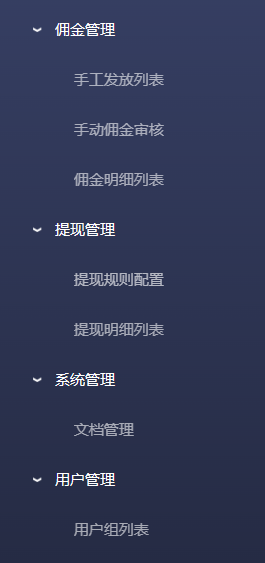 佣金管理
手工发放列表
手动佣金审核
佣金明细列表
提现管理
提现规则配置
提现明细列表
系统管理
文档管理
用户管理
用户组列表